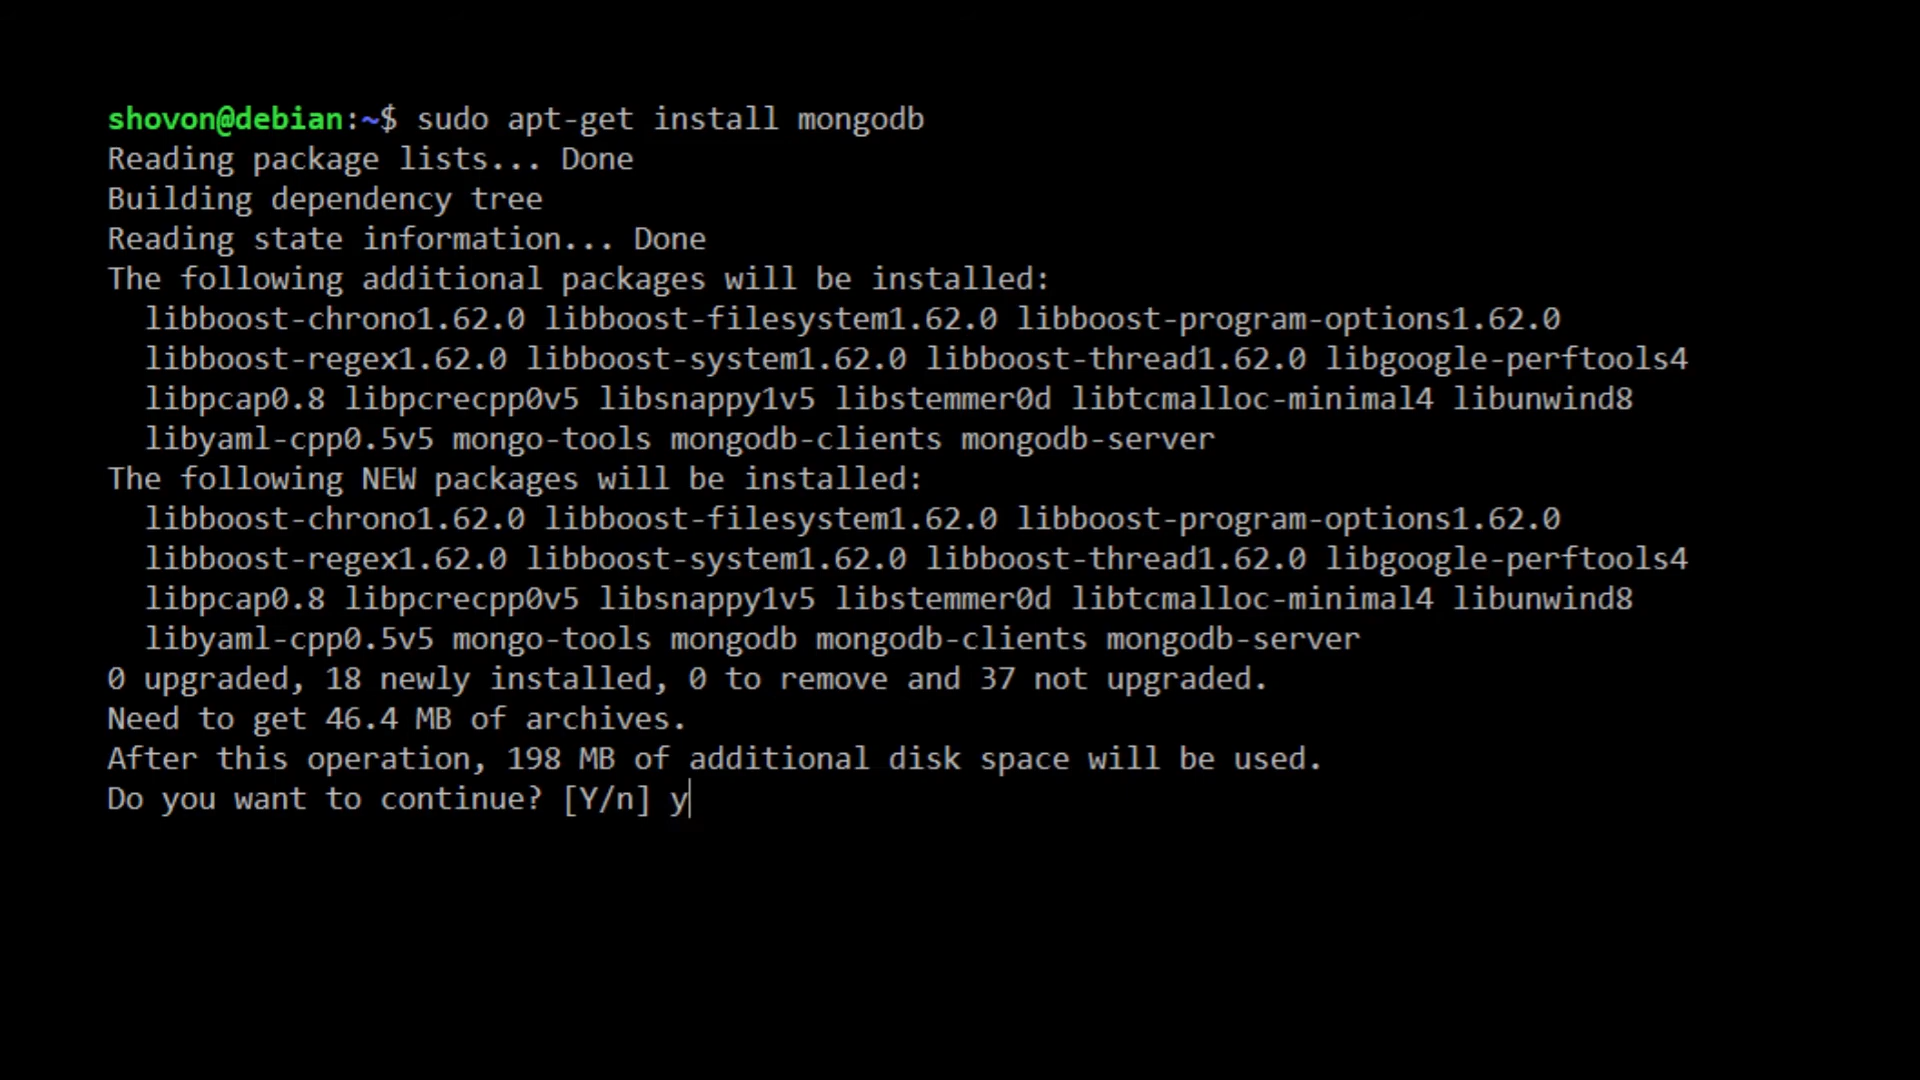 shovon@debian:~$ sudo apt-get install mongodb
Reading package lists... Done
Building dependency tree
Reading state information... Done
The following additional packages will be installed:
  libboost-chrono1.62.0 libboost-filesystem1.62.0 libboost-program-options1.62.0
  libboost-regex1.62.0 libboost-system1.62.0 libboost-thread1.62.0 libgoogle-perftools4
  libpcap0.8 libpcrecpp0v5 libsnappy1v5 libstemmer0d libtcmalloc-minimal4 libunwind8
  libyaml-cpp0.5v5 mongo-tools mongodb-clients mongodb-server
The following NEW packages will be installed:
  libboost-chrono1.62.0 libboost-filesystem1.62.0 libboost-program-options1.62.0
  libboost-regex1.62.0 libboost-system1.62.0 libboost-thread1.62.0 libgoogle-perftools4
  libpcap0.8 libpcrecpp0v5 libsnappy1v5 libstemmer0d libtcmalloc-minimal4 libunwind8
  libyaml-cpp0.5v5 mongo-tools mongodb mongodb-clients mongodb-server
0 upgraded, 18 newly installed, 0 to remove and 37 not upgraded.
Need to get 46.4 MB of archives.
After this operation, 198 MB of additional disk space will be used.
Do you want to continue? [Y/n] y